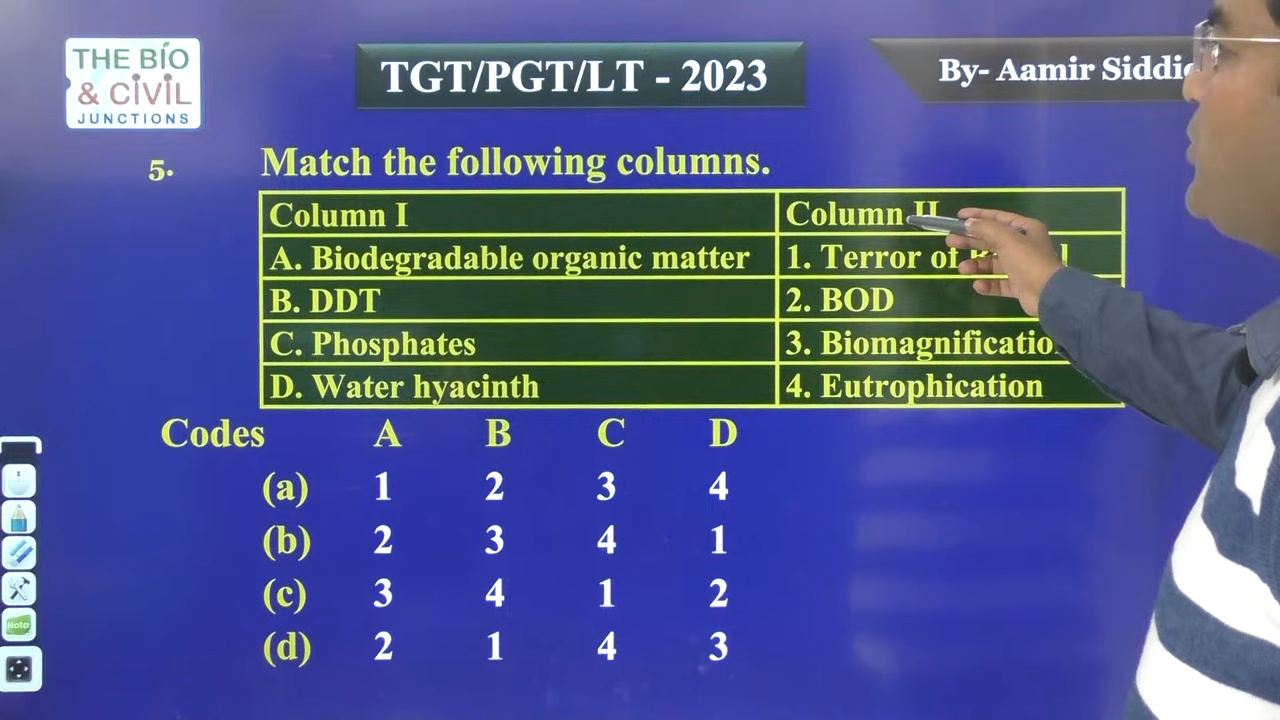 THE BIO
& CIVIL
JUNCTIONS
TGT/PGT/LT - 2023
By- Aamir
5. Match the following columns.
Column I Column II
A. Biodegradable organic matter 1. Terror of
B. DDT 2. BOD
C. Phosphates 3.
D. Water hyacinth 4. Eutrophication
Codes A B C D
(a) 1 2 3 4
(b) 2 3 4 1
(c) 3 4 1 2
(d) 2 1 4 3
Note